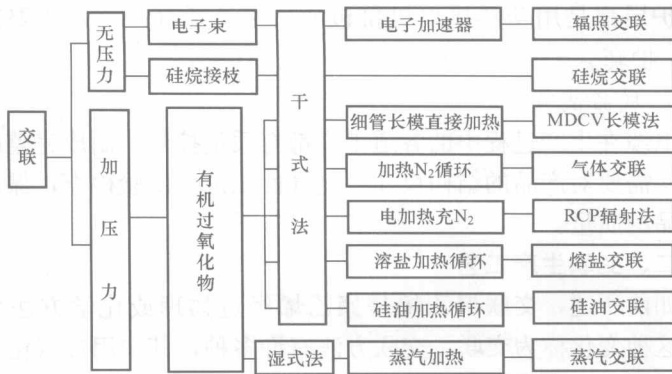 交联
无压力
加压力
电子束
硅烷接枝
有机过氧化物
干式法
湿式法
电子加速器
辐照交联
硅烷交联
细管长模直接加热
MDCV长模法
加热N₂循环
气体交联
电加热充N₂
RCP辐射法
溶盐加热循环
熔盐交联
硅油加热循环
硅油交联
蒸汽加热
蒸汽交联